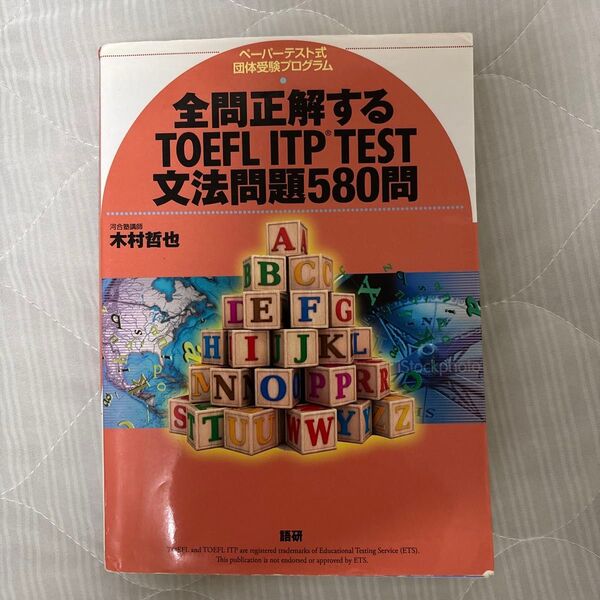 ペーパーテスト式
団体受験プログラム
全問正解する
TOEFL ITP® TEST
文法問題580問
河合塾講師
木村哲也
A
B C
D E F G
H I J K L
M N O P P R R
S T T U U W W Y Y Z Z
iStockphoto
語研
TOEFL and TOEFL ITP are registered trademarks of Educational Testing Service (ETS).
This publication is not endorsed or approved by ETS.